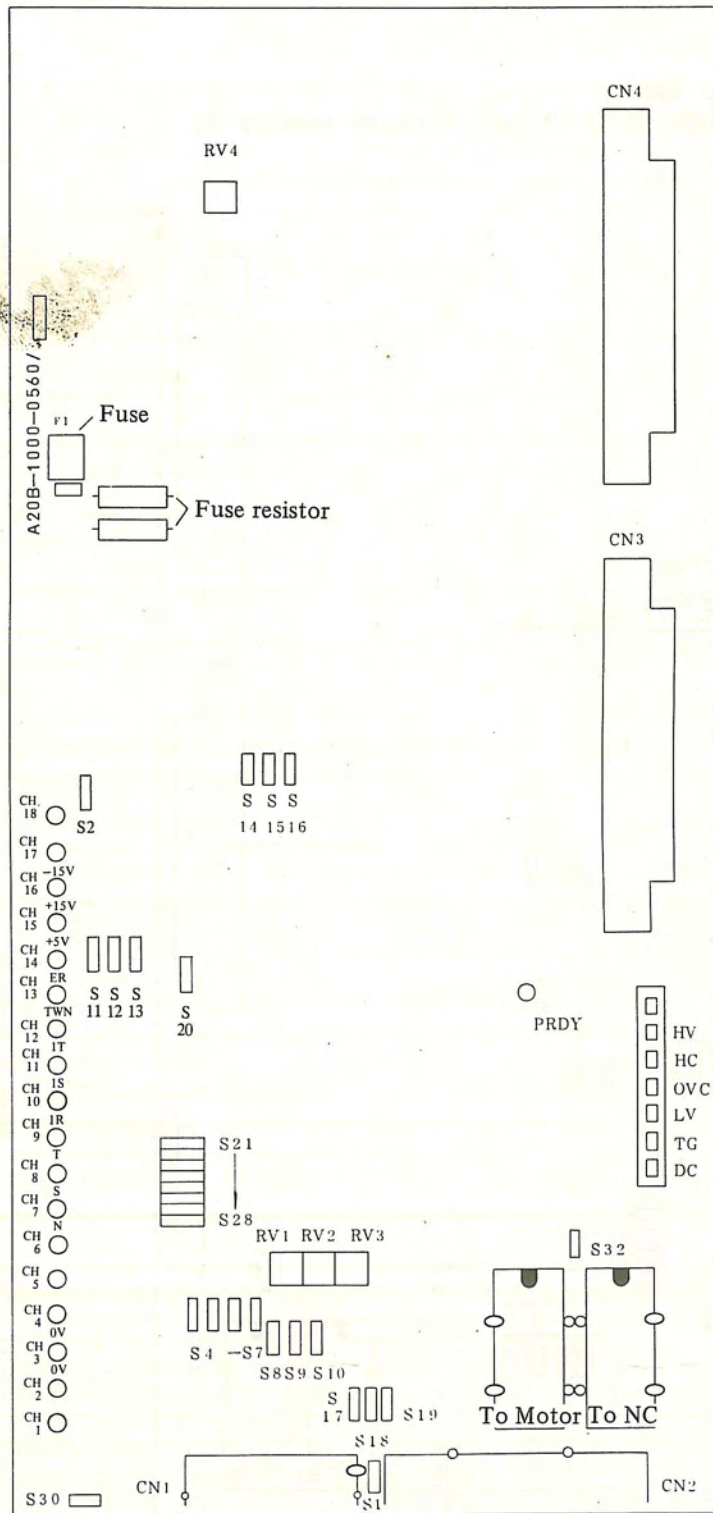 CN4
RV4
A20B-1000-0560/
F1
Fuse
Fuse resistor
CN3
S2
S S S
14 15 16
CH.
18
CH
17
CH -15V
16
CH +15V
15
CH +5V
14
CH ER
13
TWN
CH
12
1T
CH
11
1S
CH
10
1R
CH
9
T
CH
8
S
CH
7
N
CH
6
CH
5
CH
4
0V
CH
3
0V
CH
2
CH
1
S S S
11 12 13
S
20
PRDY
HV
HC
OVC
LV
TG
DC
S21
S28
RV1 RV2 RV3
S32
S4 -S7
S8 S9 S10
S
17
S19
S18
To Motor To NC
CN1
S1
CN2
S30